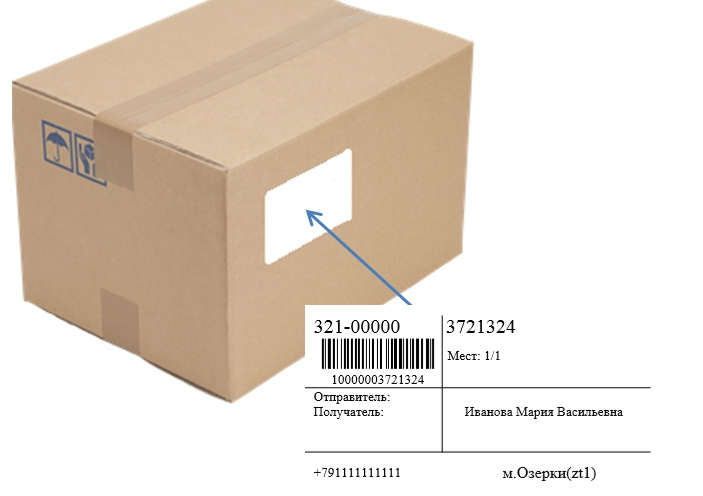 321-00000
3721324
10000003721324
Мест: 1/1
Отправитель:
Получатель:
Иванова Мария Васильевна
+791111111111
м.Озерки(zt1)